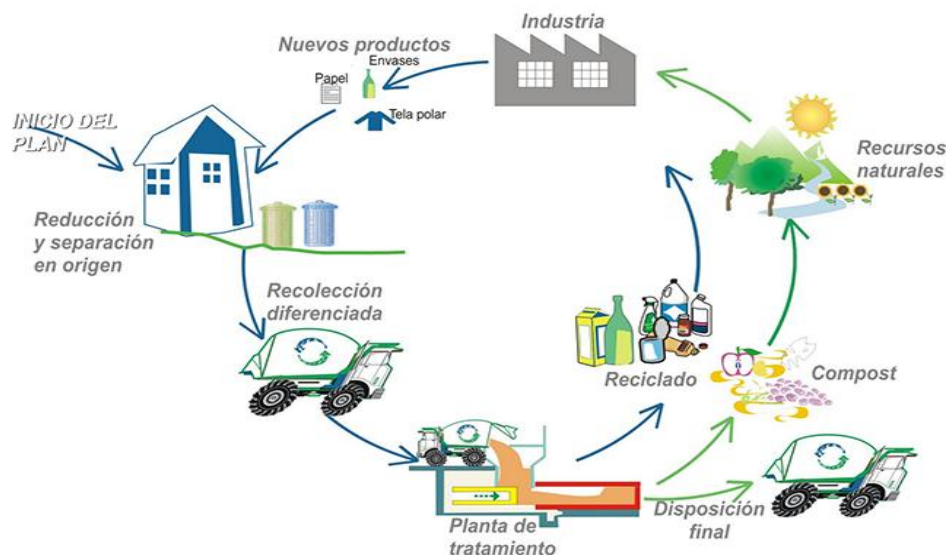 Industria
Nuevos productos
Envases
Papel
Tela polar
INICIO DEL
PLAN
Recursos
naturales
Reducción
y separación
en origen
Recolección
diferenciada
Reciclado
Compost
Planta de
tratamiento
Disposición
final